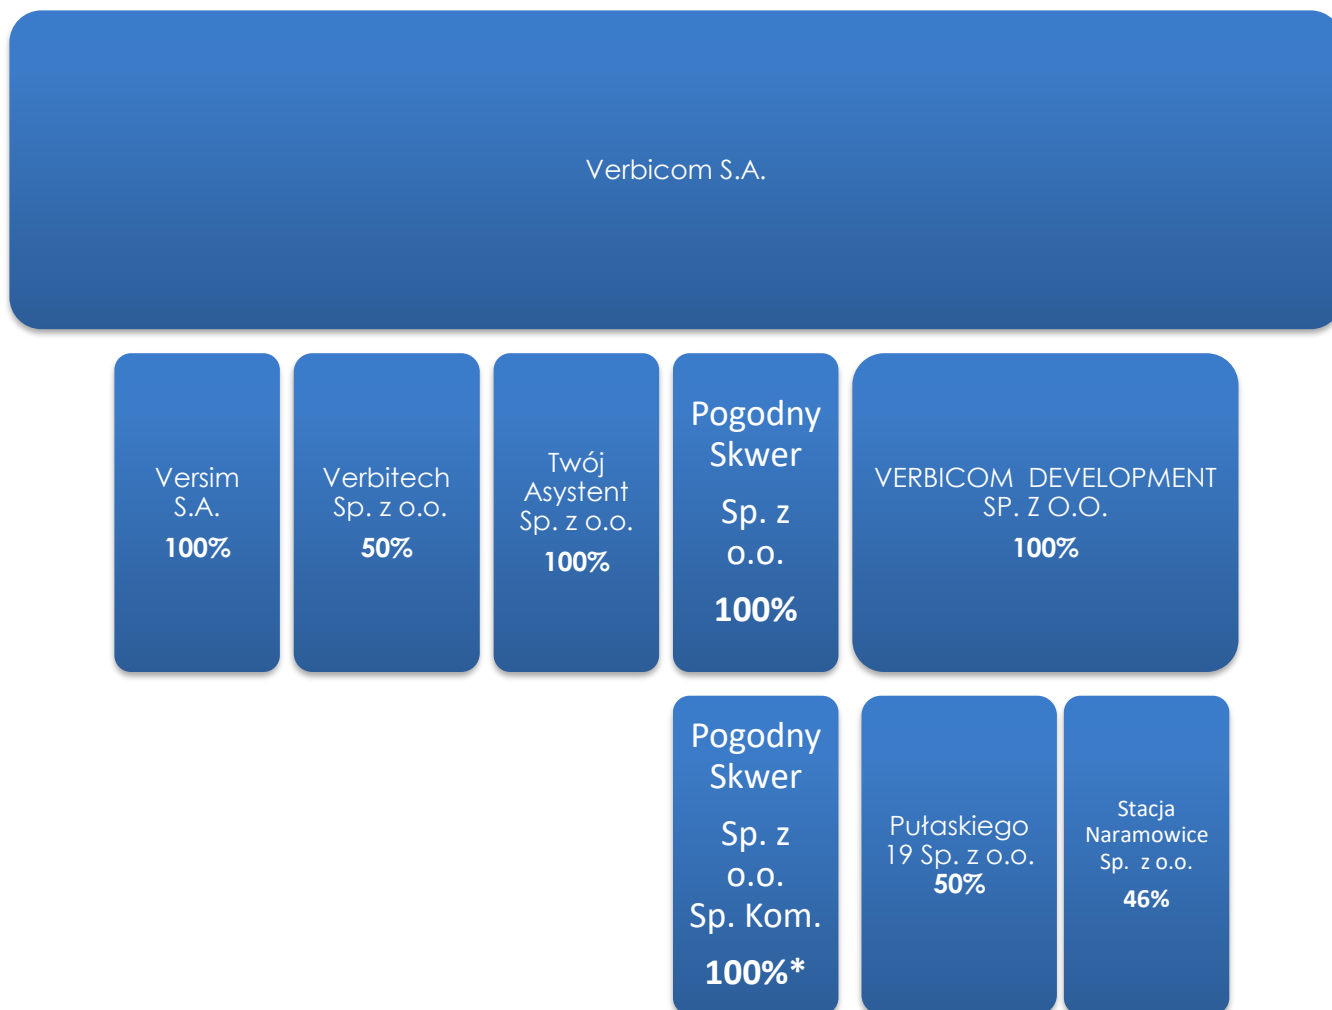 Verbicom S.A.
Versim
S.A.
100%
Verbitech
Sp. z o.o.
50%
Twój
Asystent
Sp. z o.o.
100%
Pogodny
Skwer
Sp. z
o.o.
100%
VERBICOM DEVELOPMENT
SP. Z O.O.
100%
Pogodny
Skwer
Sp. z
o.o.
Sp. Kom.
100%*
Pułaskiego
19 Sp. z o.o.
50%
Stacja
Naramowice
Sp. z o.o.
46%